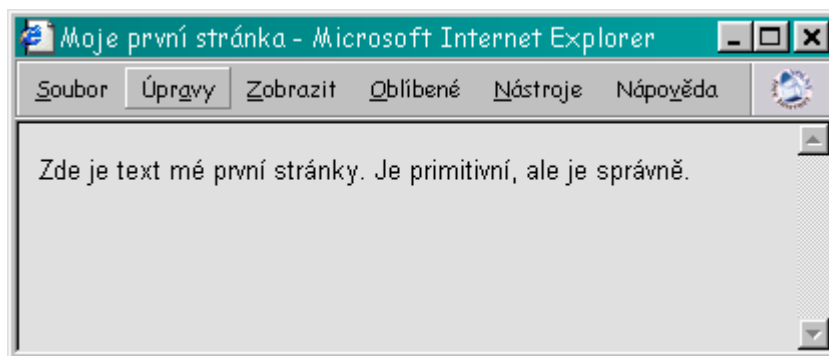 Moje první stránka - Microsoft Internet Explorer
Soubor Úpravy Zobrazit Oblíbené Nástroje Nápověda
Zde je text mé první stránky. Je primitivní, ale je správně.